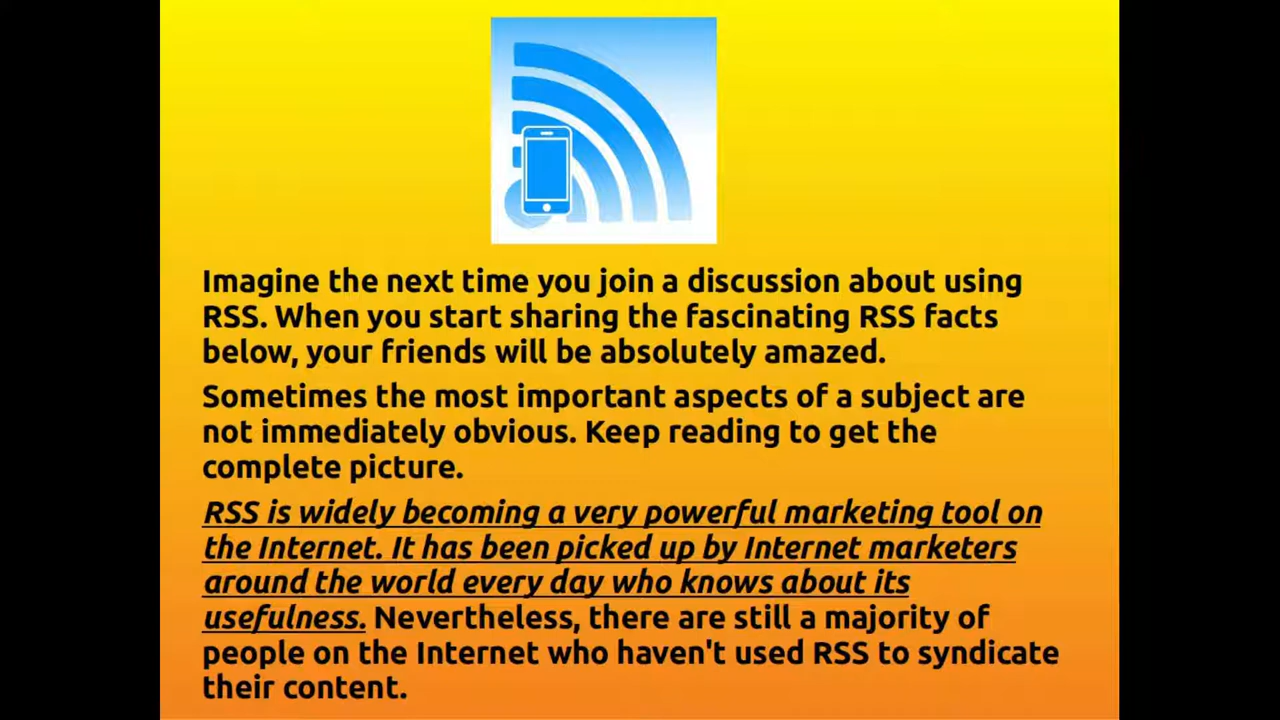 Imagine the next time you join a discussion about using
RSS. When you start sharing the fascinating RSS facts
below, your friends will be absolutely amazed.
Sometimes the most important aspects of a subject are
not immediately obvious. Keep reading to get the
complete picture.
RSS is widely becoming a very powerful marketing tool on
the Internet. It has been picked up by Internet marketers
around the world every day who knows about its
usefulness. Nevertheless, there are still a majority of
people on the Internet who haven't used RSS to syndicate
their content.